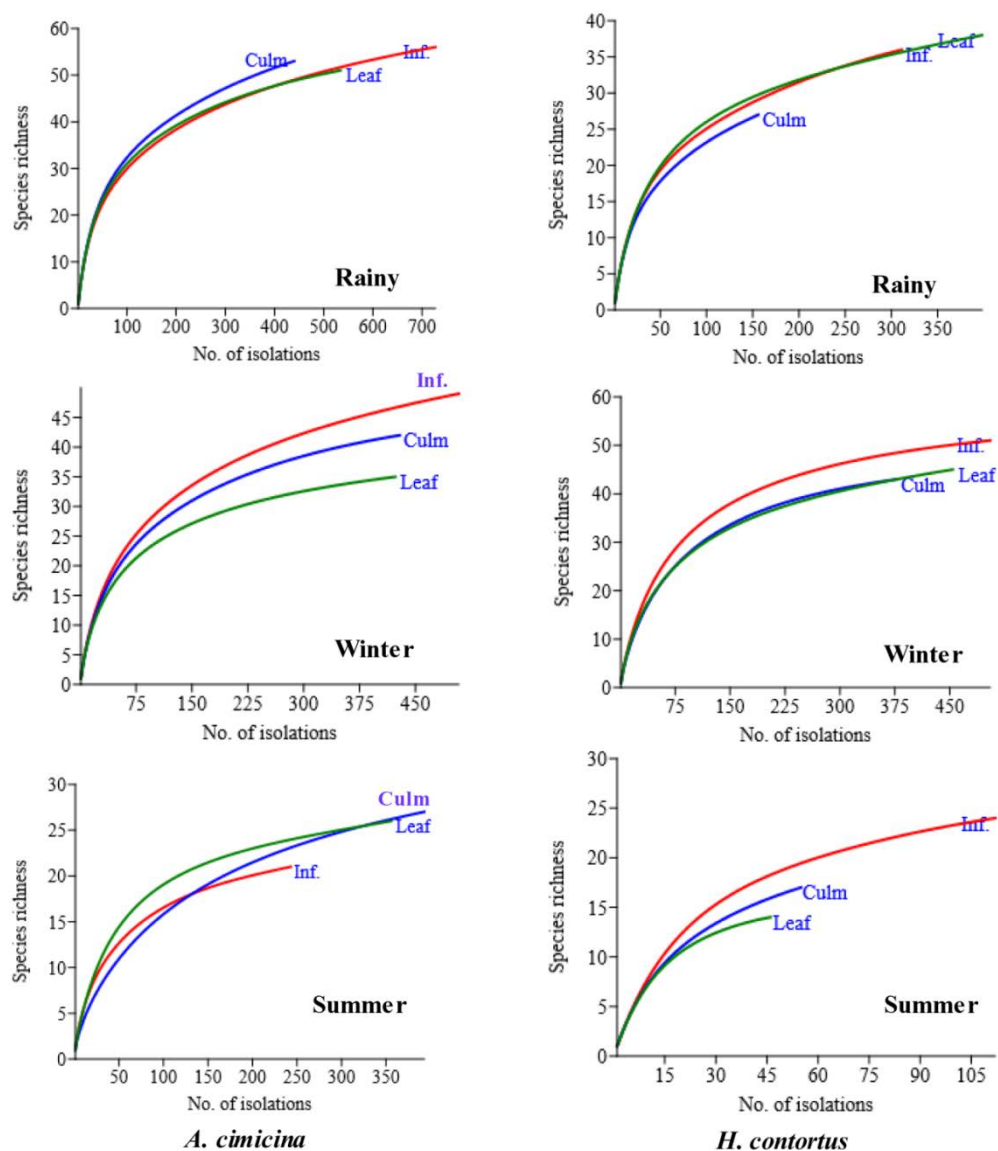 60
50
40
30
20
10
0
Species richness
Culm
Inf.
Leaf
Rainy
100 200 300 400 500 600 700
No. of isolations
40
35
30
25
20
15
10
5
0
Species richness
Leaf
Inf.
Culm
Rainy
50 100 150 200 250 300 350
No. of isolations
45
40
35
30
25
20
15
10
5
0
Species richness
Inf.
Culm
Leaf
Winter
75 150 225 300 375 450
No. of isolations
60
50
40
30
20
10
0
Species richness
Inf.
Leaf
Culm
Winter
75 150 225 300 375 450
No. of isolations
30
25
20
15
10
5
0
Species richness
Culm
Leaf
Inf.
Summer
50 100 150 200 250 300 350
No. of isolations
A. cimicina
30
25
20
15
10
5
0
Species richness
Inf.
Culm
Leaf
Summer
15 30 45 60 75 90 105
No. of isolations
H. contortus